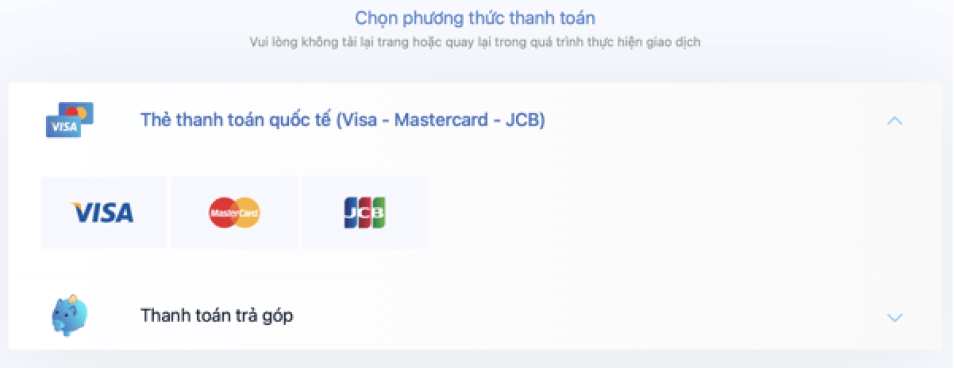 Chọn phương thức thanh toán
Vui lòng không tải lại trang hoặc quay lại trong quá trình thực hiện giao dịch
VISA
Thẻ thanh toán quốc tế (Visa - Mastercard - JCB)
VISA
MasterCard
JCB
Thanh toán trả góp